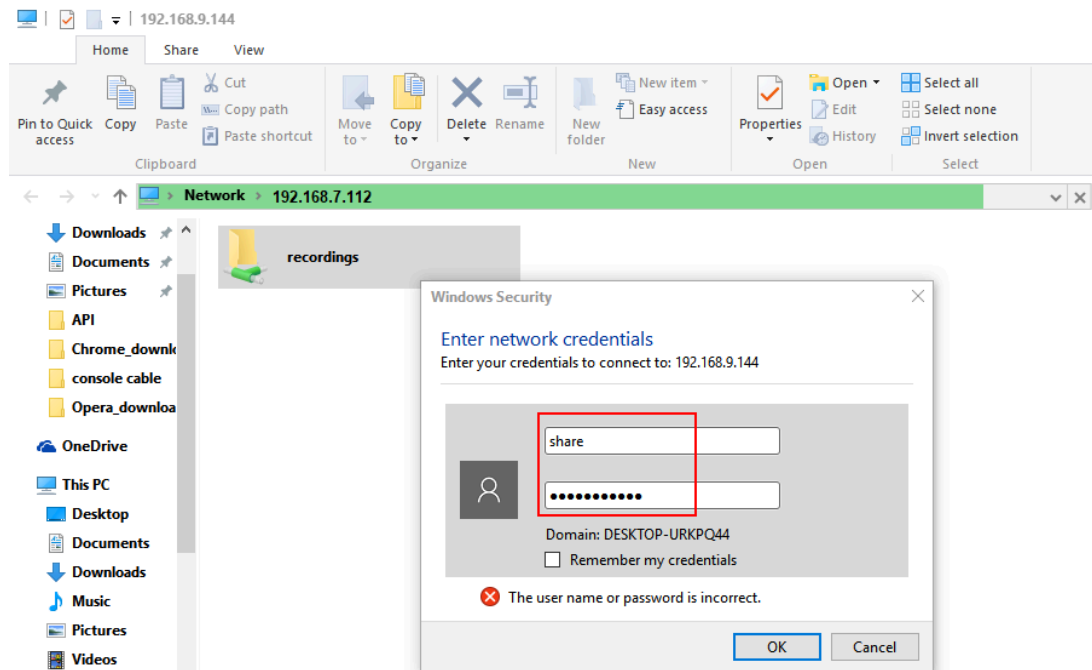 192.168.9.144
Home Share View
Pin to Quick access
Copy
Paste
Cut
Copy path
Paste shortcut
Clipboard
Move to
Copy to
Delete
Rename
Organize
New folder
New item
Easy access
New
Properties
Open
Edit
History
Open
Select all
Select none
Invert selection
Select
Network > 192.168.7.112
Downloads
Documents
Pictures
API
Chrome_downl
console cable
Opera_downloa
OneDrive
This PC
Desktop
Documents
Downloads
Music
Pictures
Videos
recordings
Windows Security
Enter network credentials
Enter your credentials to connect to: 192.168.9.144
share
Domain: DESKTOP-URKPQ44
Remember my credentials
The user name or password is incorrect.
OK Cancel